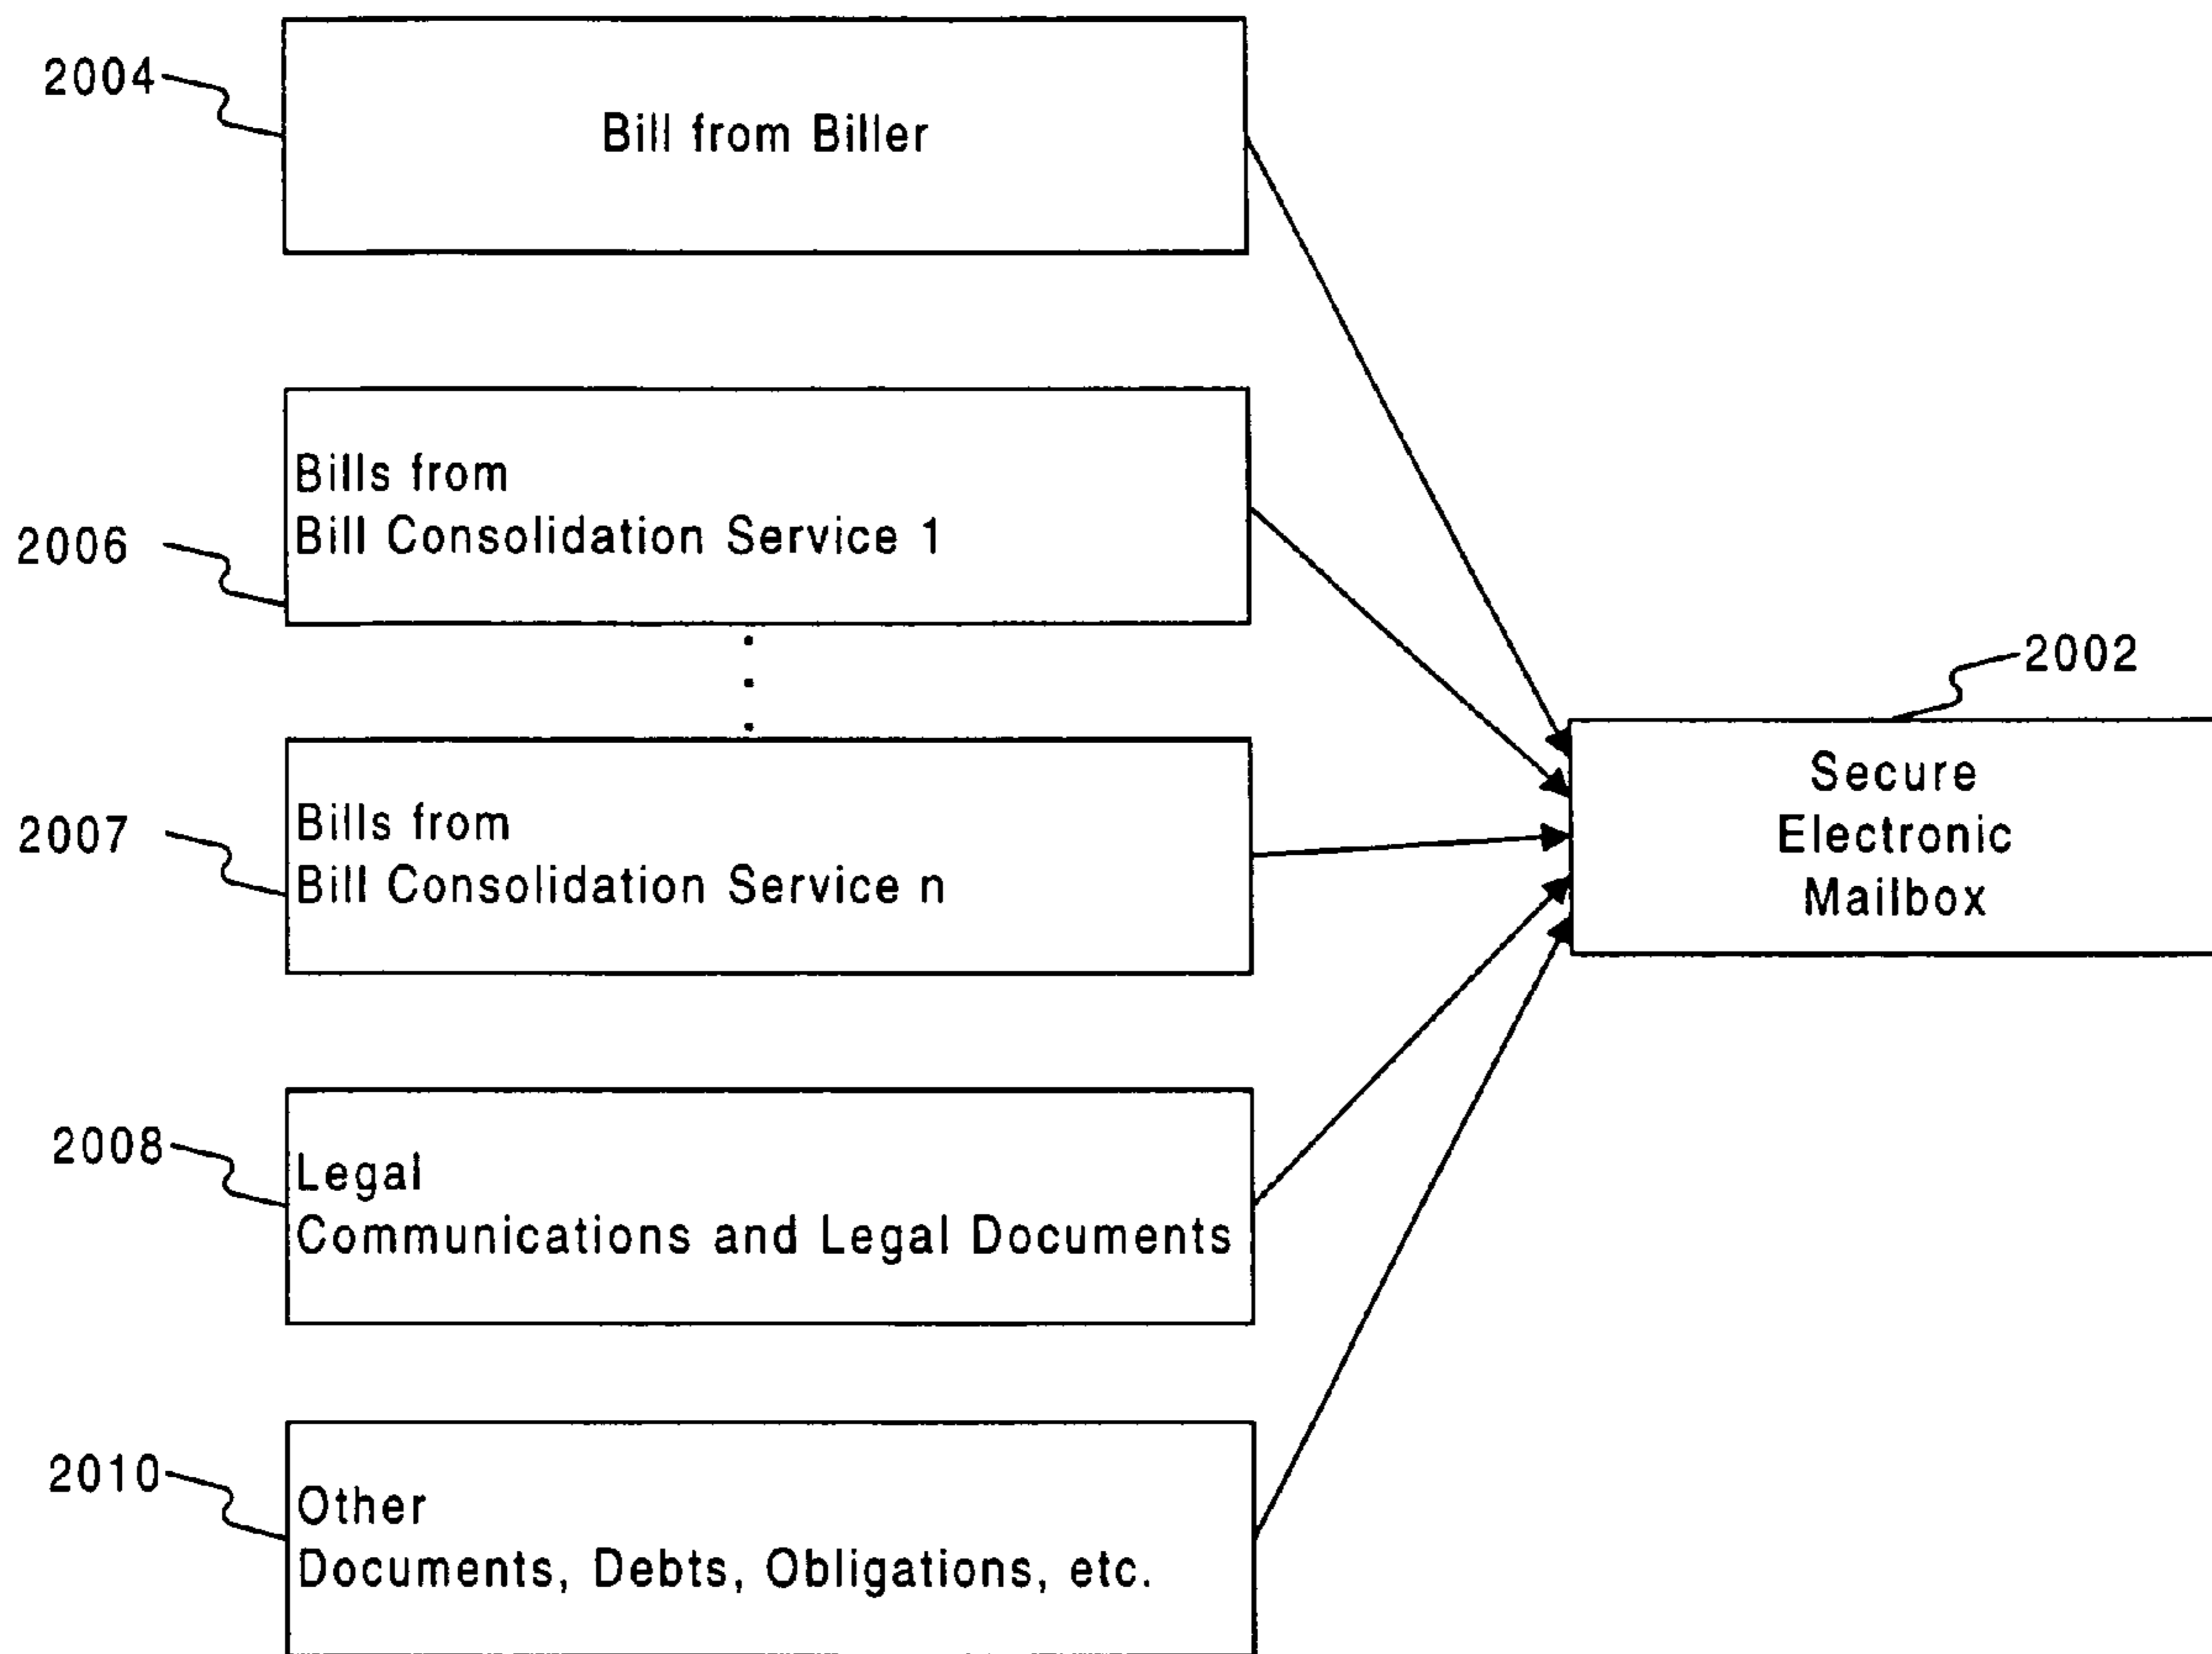 2004
Bill from Biller
Bills from
Bill Consolidation Service 1
2006
2002
Secure
Electronic
Mailbox
Bills from
Bill Consolidation Service n
2007
2008
Legal
Communications and Legal Documents
2010
Other
Documents, Debts, Obligations, etc.